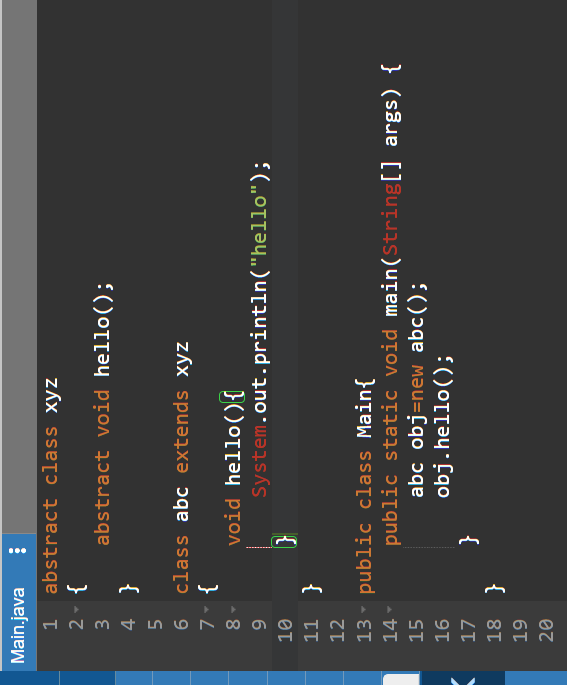 Main.java
1 abstract class xyz
2 {
3 abstract void hello();
4 }
5
6 class abc extends xyz
7 {
8 void hello(){
9 System.out.println("hello");
10 }
11 }
12
13 public class Main{
14 public static void main(String[] args) {
15 abc obj=new abc();
16 obj.hello();
17 }
18 }
19
20